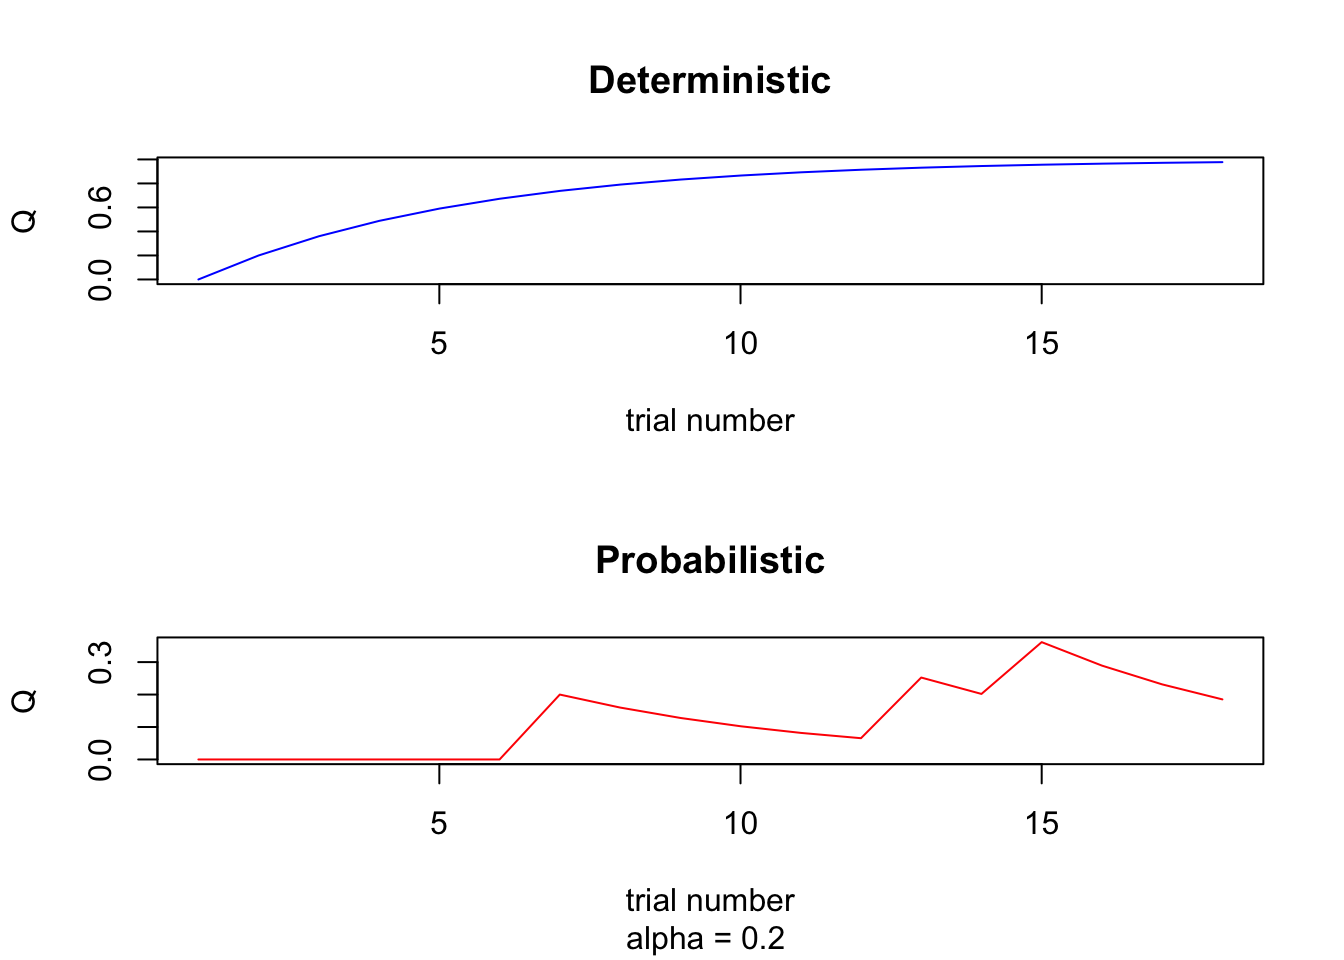 Deterministic
Q
0.6
0.0
5 10 15
trial number
Probabilistic
Q
0.3
0.0
5 10 15
trial number
alpha = 0.2